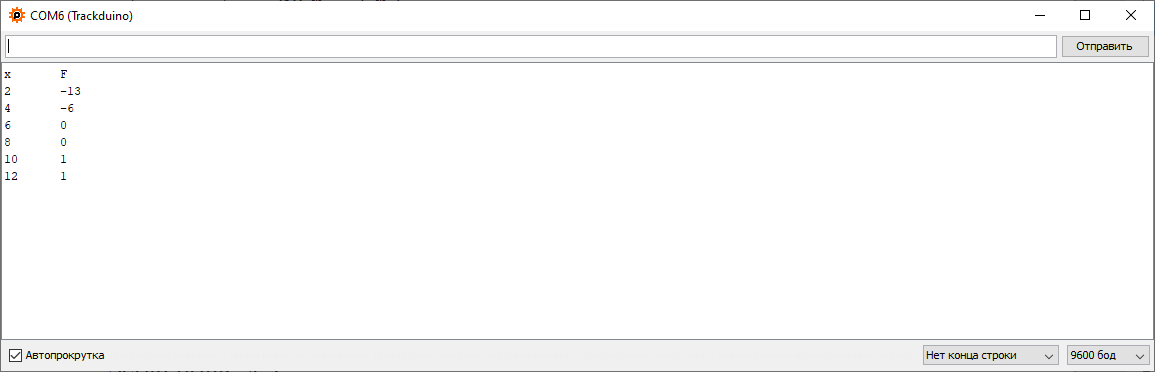 COM6 (Trackduino)
Отправить
x F
2 -13
4 -6
6 0
8 0
10 1
12 1
Автопрокрутка Нет конца строки 9600 бод